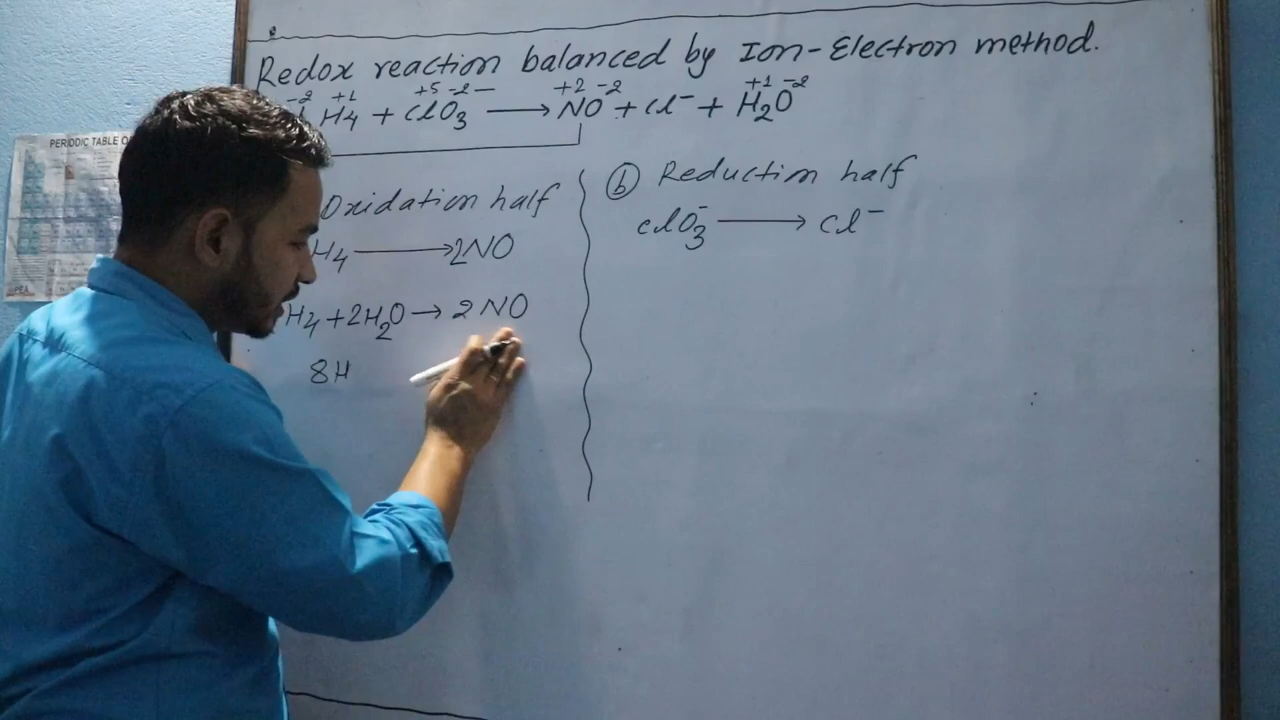 PERIODIC TABLE O
Redox reaction balanced by Ion-Electron method.
-2 +1 +5 -2 - +2 -2 +1 -2
H₄ + ClO₃ ⟶ NO + Cl⁻ + H₂O
Oxidation half
H₄ ⟶ 2NO
H₄ + 2H₂O → 2NO
8H
ⓑ Reduction half
ClO₃⁻ ⟶ Cl⁻